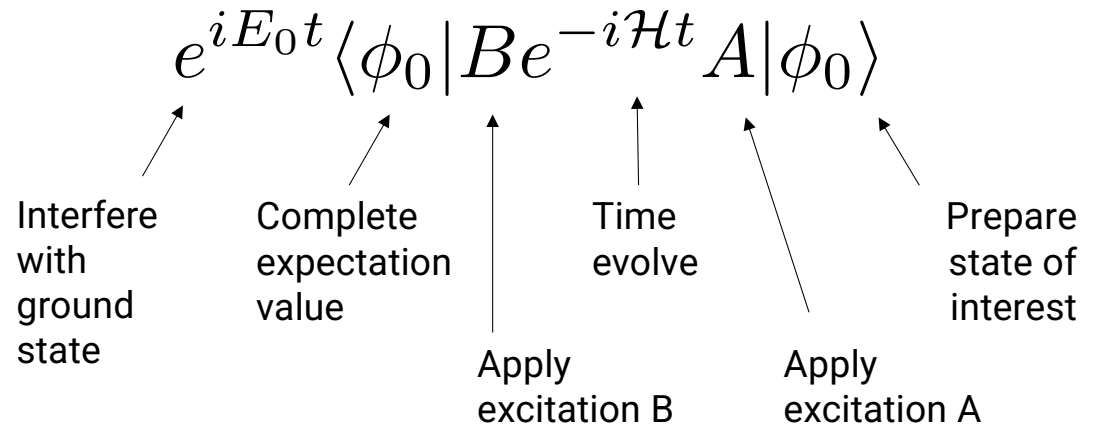 e^{iE_0t}⟨ϕ_0|Be^{-iℋt}A|ϕ_0⟩
Interfere
with
ground
state
Complete
expectation
value
Apply
excitation B
Time
evolve
Apply
excitation A
Prepare
state of
interest